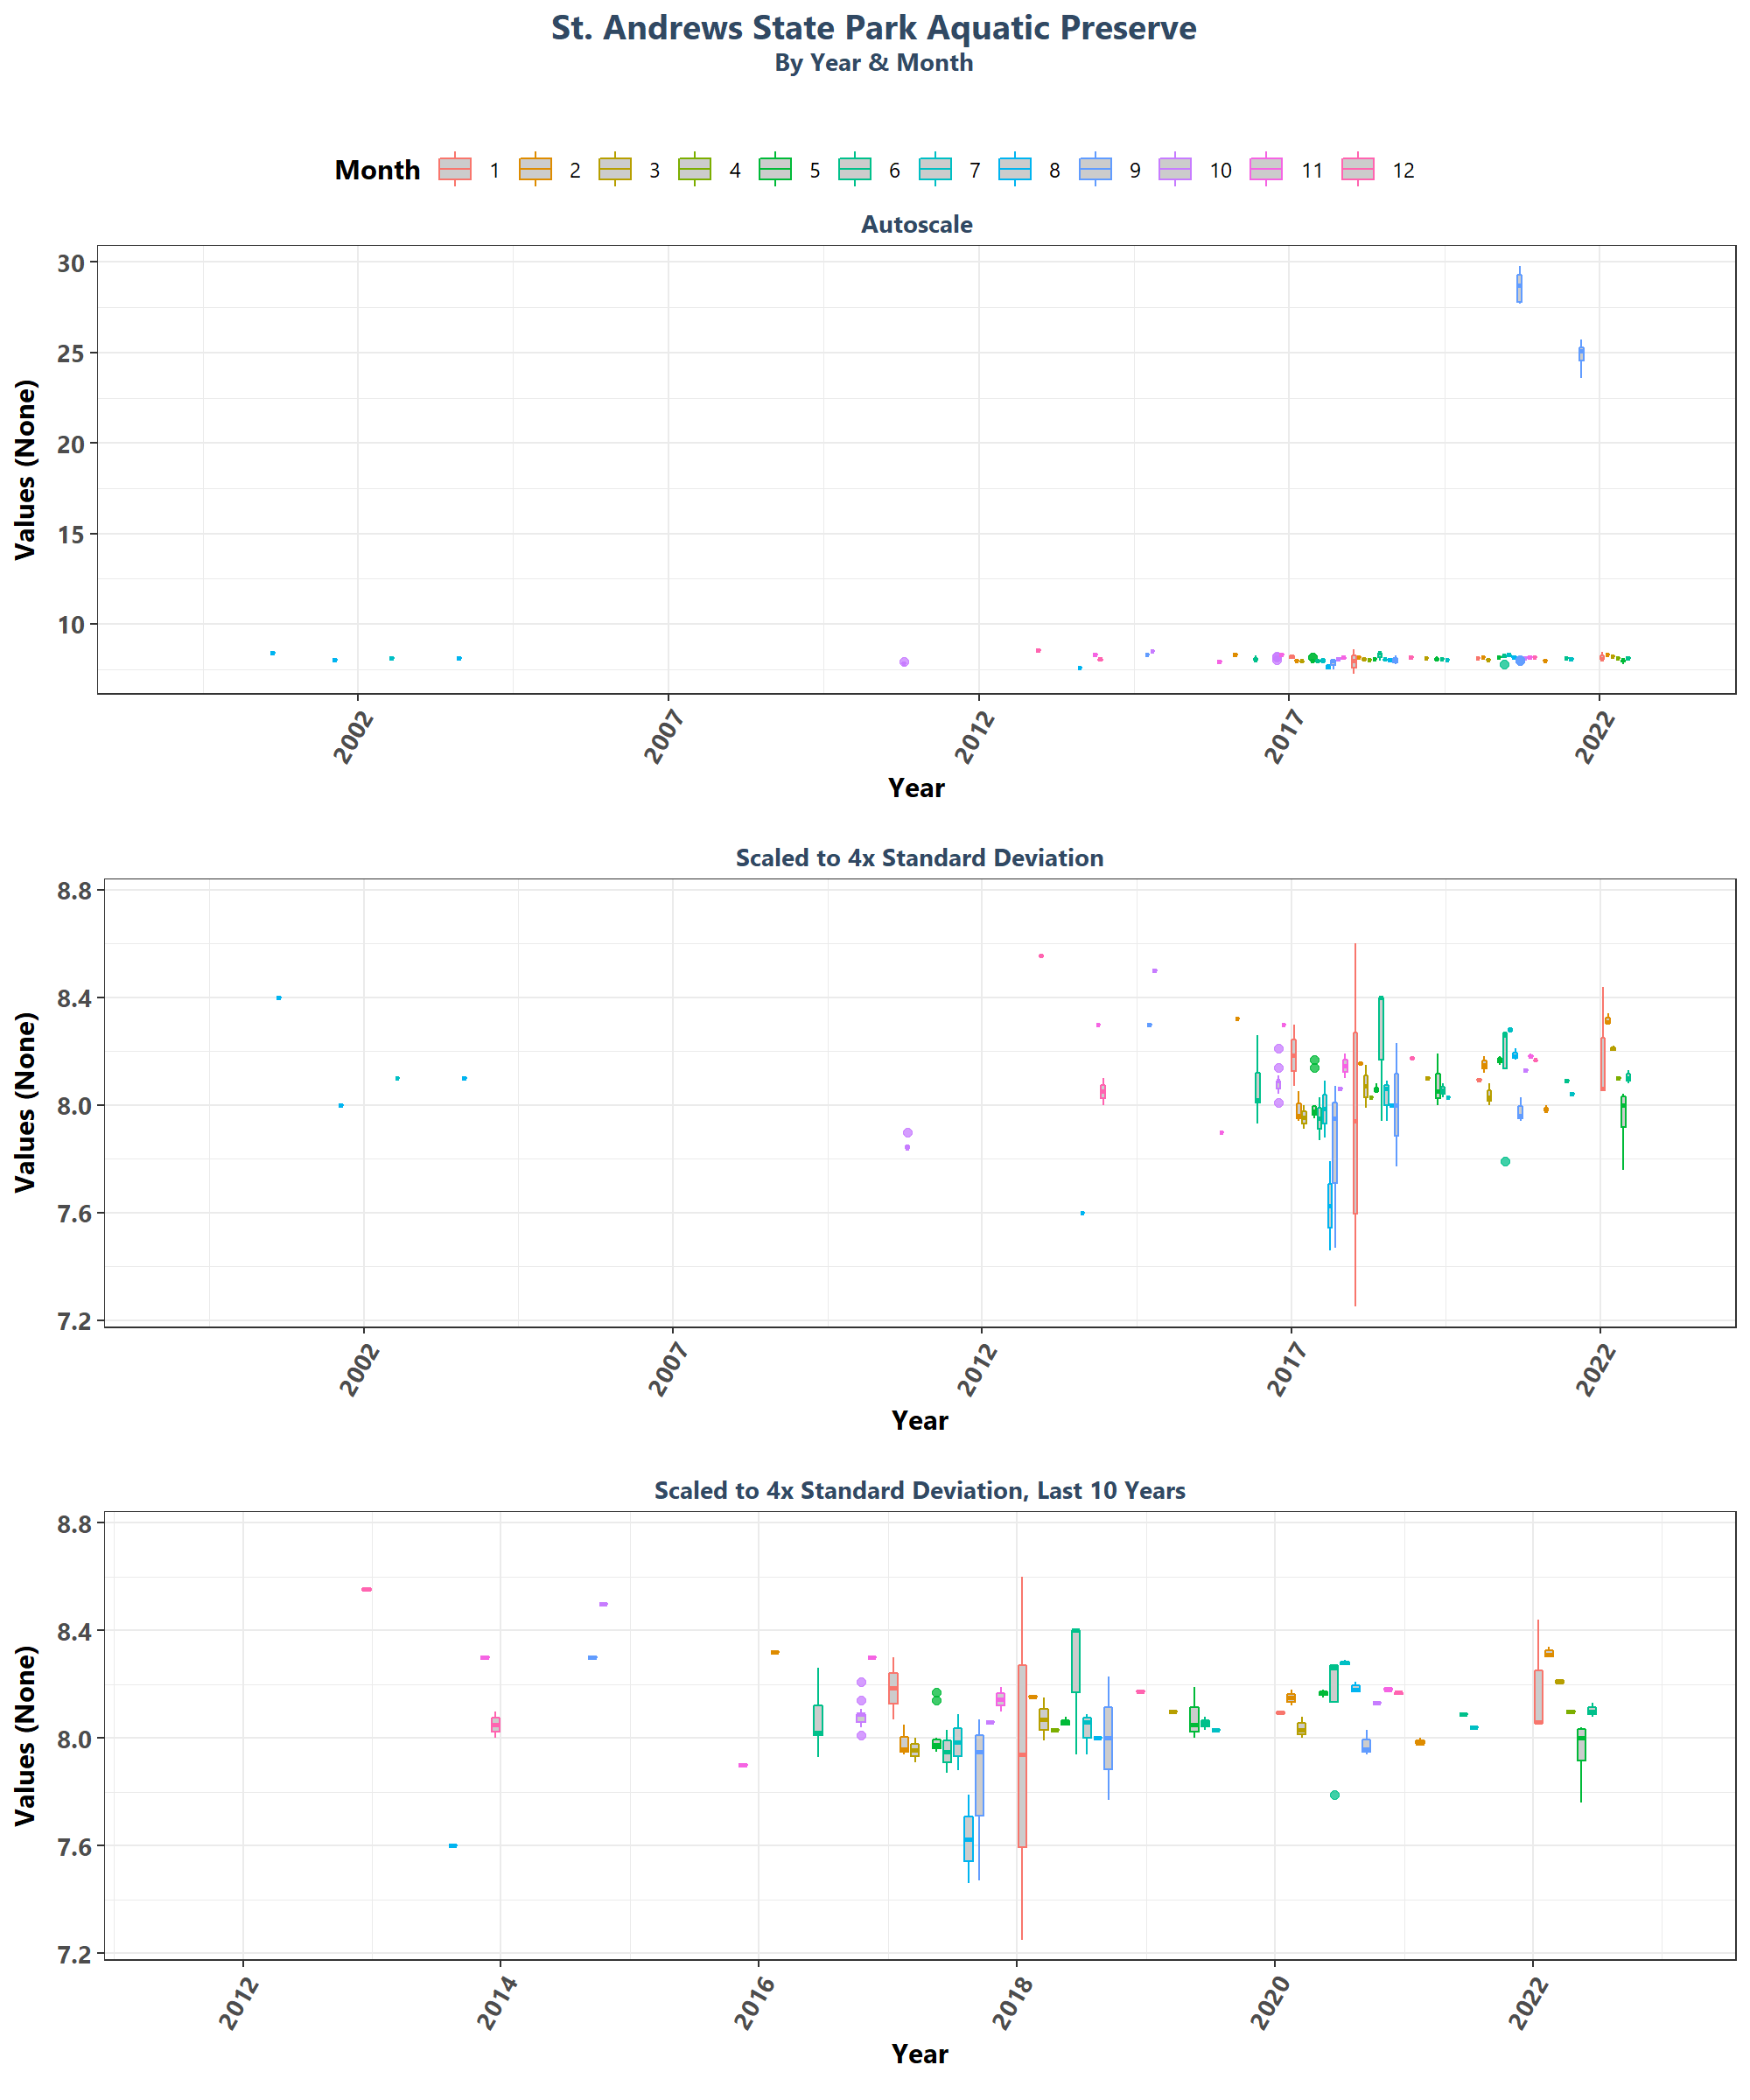 St. Andrews State Park Aquatic Preserve
By Year & Month
Month 1 2 3 4 5 6 7 8 9 10 11 12
Autoscale
30
25
20
15
10
Values (None)
2002 2007 2012 2017 2022
Year
Scaled to 4x Standard Deviation
8.8
8.4
8.0
7.6
7.2
Values (None)
2002 2007 2012 2017 2022
Year
Scaled to 4x Standard Deviation, Last 10 Years
8.8
8.4
8.0
7.6
7.2
Values (None)
2012 2014 2016 2018 2020 2022
Year